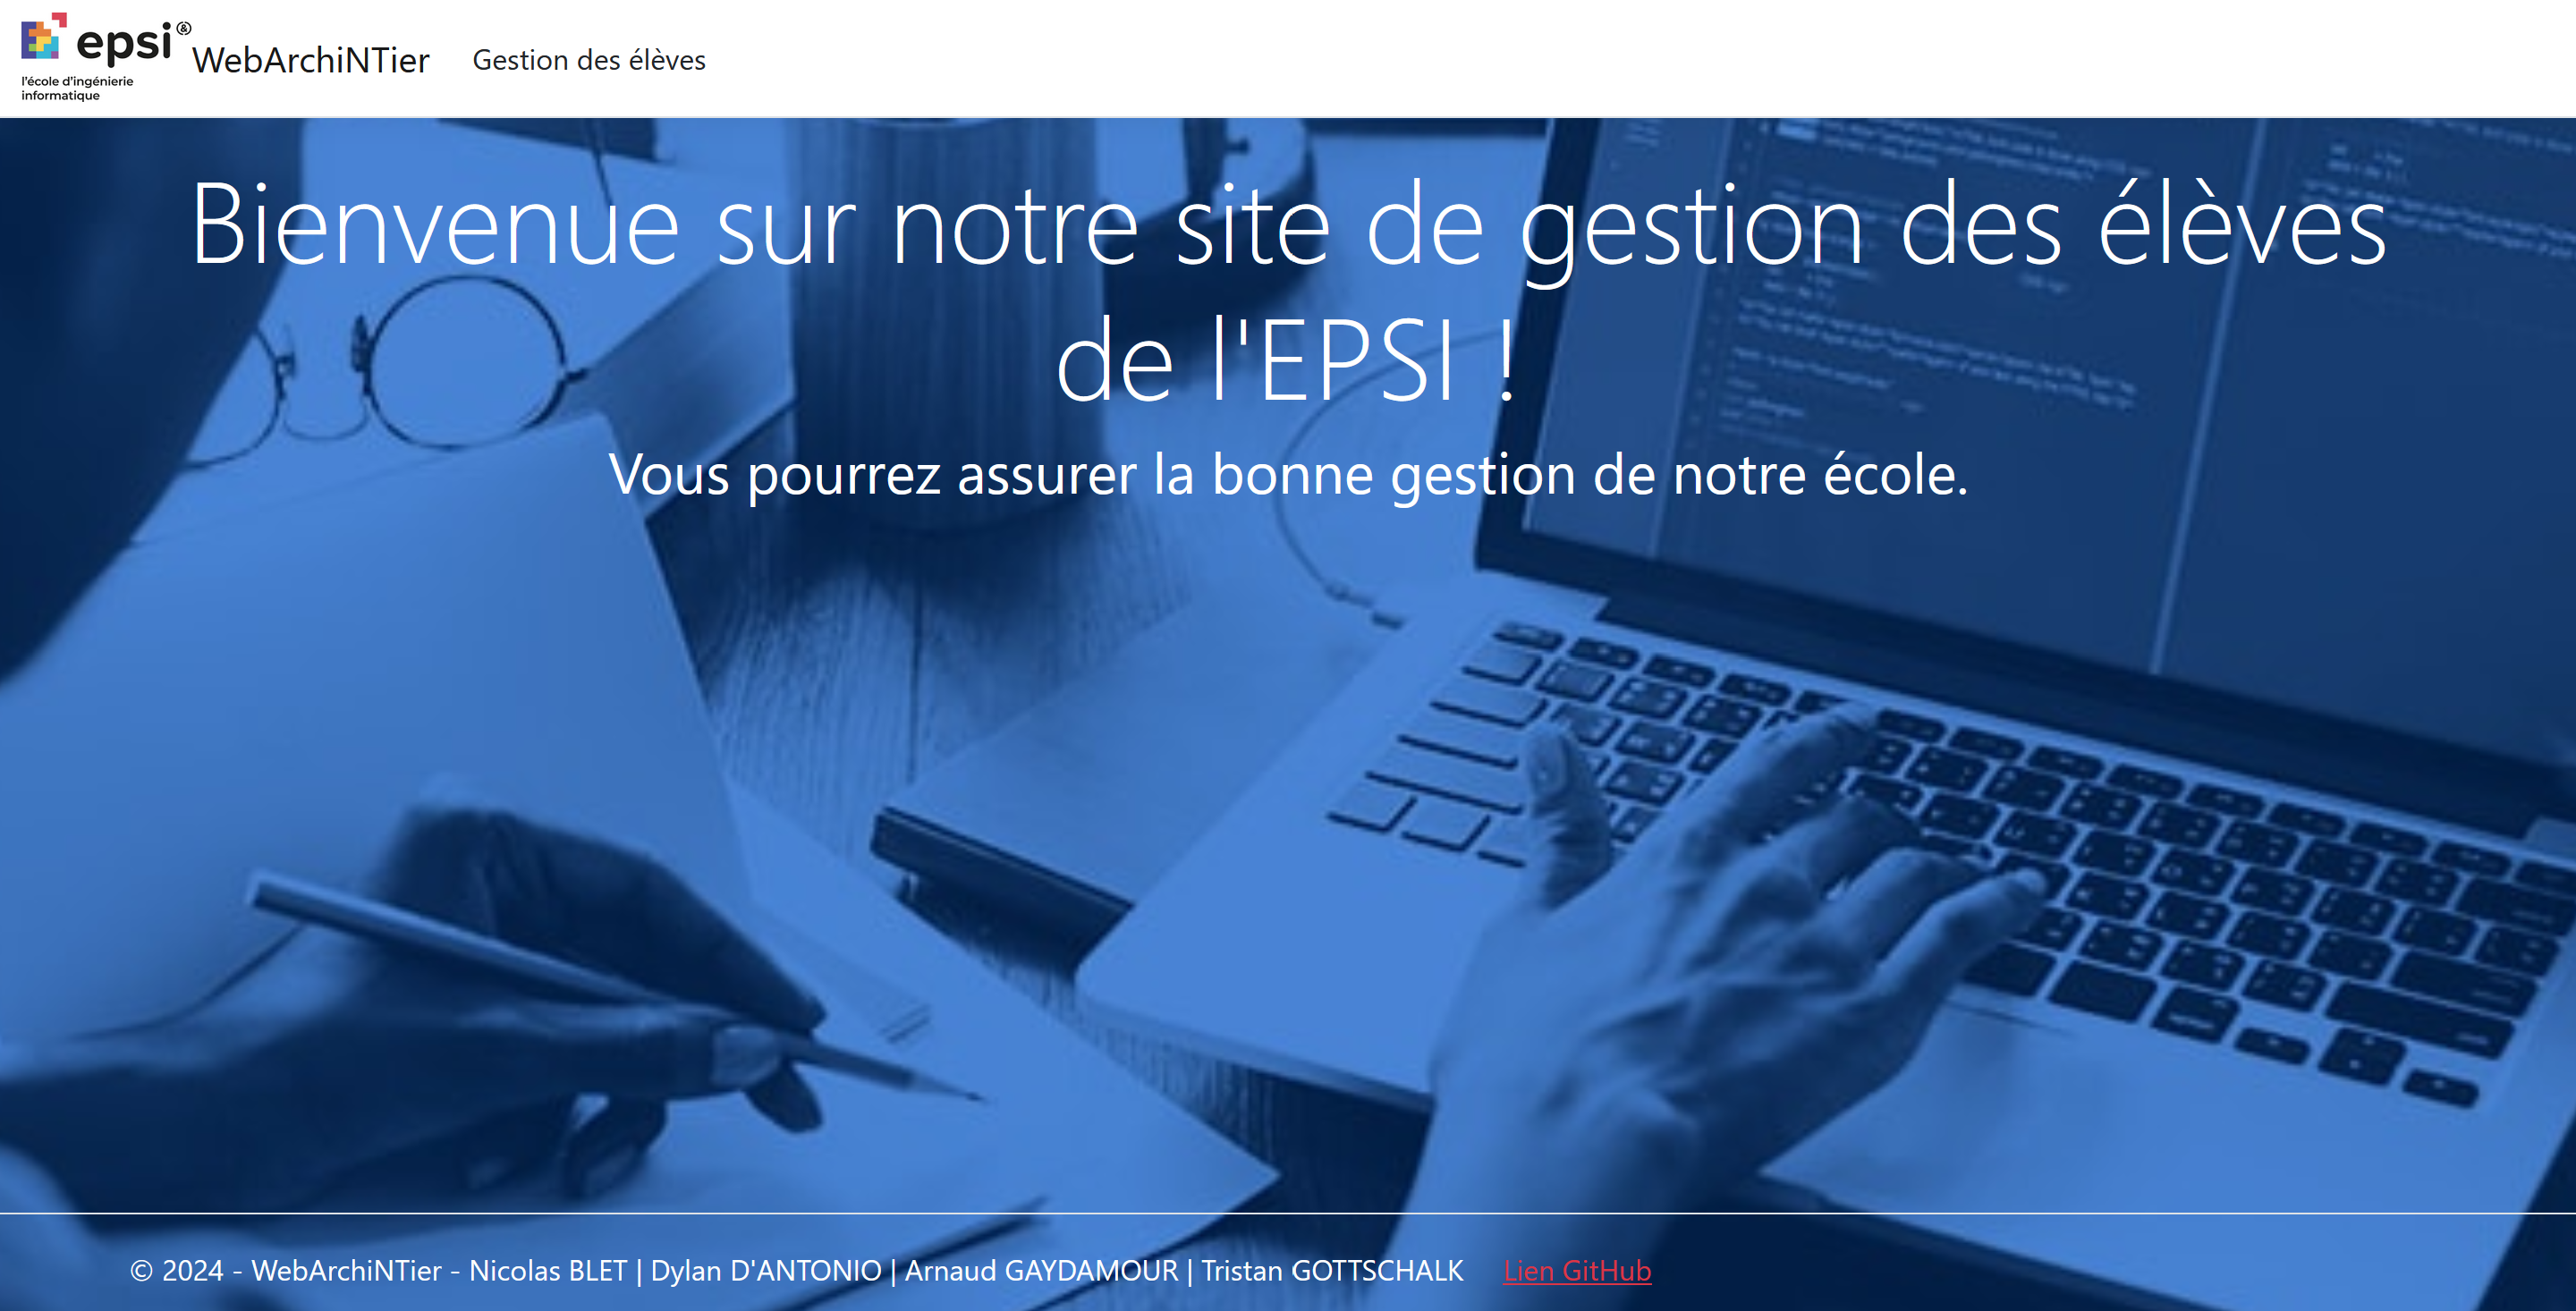 epsi
l'école d'ingénierie
informatique
WebArchiNTier Gestion des élèves
Bienvenue sur notre site de gestion des élèves
de l'EPSI !
Vous pourrez assurer la bonne gestion de notre école.
© 2024 - WebArchiNTier - Nicolas BLET | Dylan D'ANTONIO | Arnaud GAYDAMOUR | Tristan GOTTSCHALK Lien GitHub